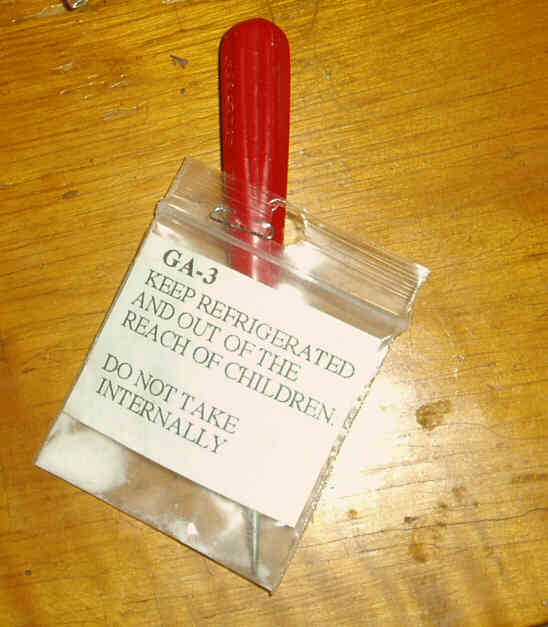 GA-3
KEEP REFRIGERATED
AND OUT OF THE
REACH OF CHILDREN.
DO NOT TAKE
INTERNALLY